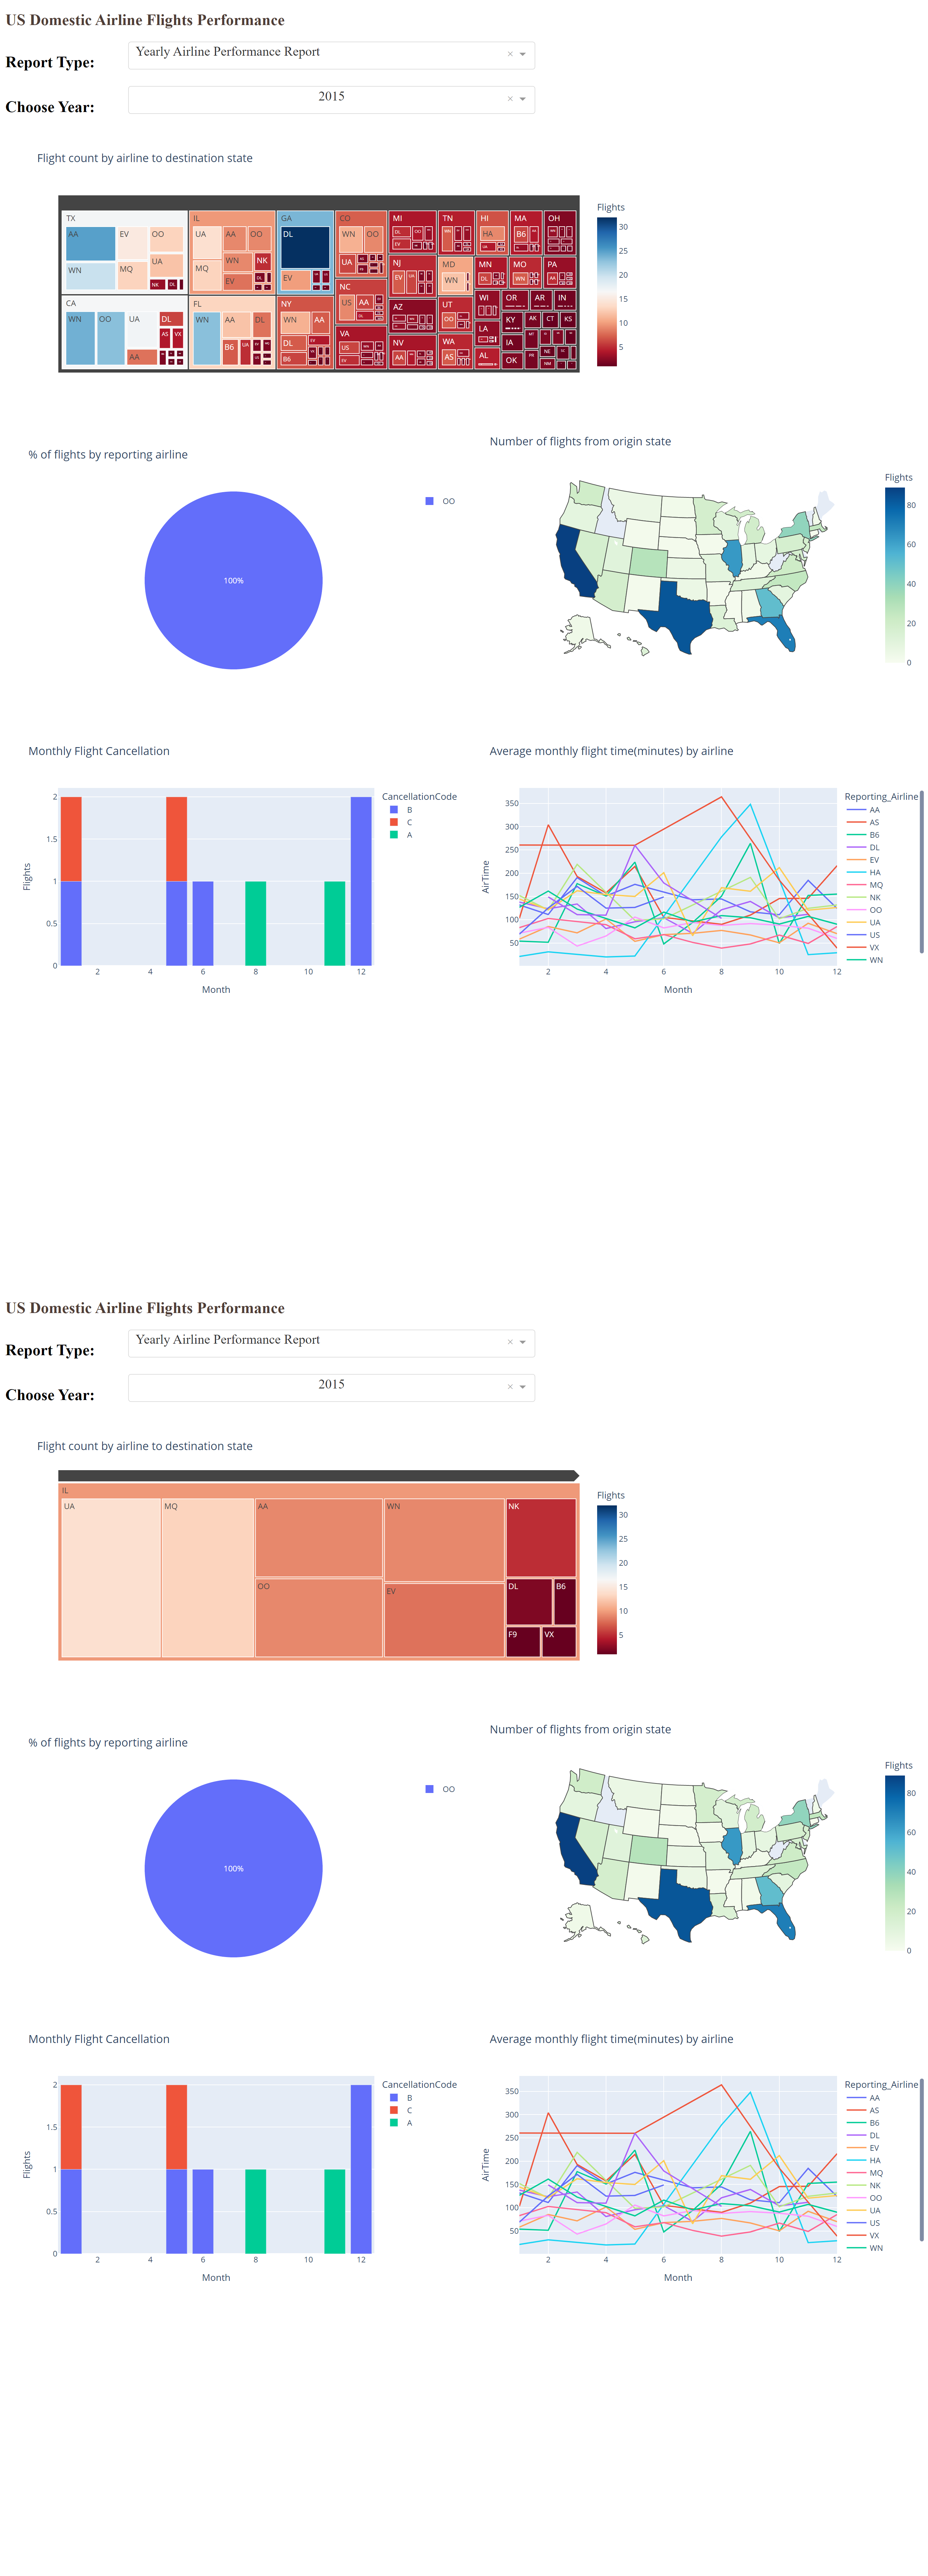 US Domestic Airline Flights Performance
Report Type:
Yearly Airline Performance Report
Choose Year:
2015
Flight count by airline to destination state
TX
AA
EV
OO
WN
MQ
UA
NK
DL
CA
WN
OO
UA
DL
AS
VX
AA
IL
UA
AA
OO
MQ
WN
NK
EV
DL
FL
WN
AA
DL
B6
UA
GA
DL
EV
NY
WN
AA
DL
EV
B6
CO
WN
OO
UA
NC
US
AA
DL
VA
US
EV
MI
DL
OO
EV
NJ
EV
UA
AZ
NV
AA
TN
MD
WN
UT
OO
WA
AS
HI
HA
UA
MN
DL
WI
LA
AL
MA
B6
MO
WN
OR
AR
IN
KY
AK
CT
KS
IA
OK
NE
NM
OH
PA
AA
Flights
30
25
20
15
10
5
% of flights by reporting airline
100%
OO
Number of flights from origin state
Flights
80
60
40
20
0
Monthly Flight Cancellation
Flights
2
1.5
1
0.5
0
2
4
6
8
10
12
Month
CancellationCode
B
C
A
Average monthly flight time(minutes) by airline
AirTime
350
300
250
200
150
100
50
2
4
6
8
10
12
Month
Reporting_Airline
AA
AS
B6
DL
EV
HA
MQ
NK
OO
UA
US
VX
WN
US Domestic Airline Flights Performance
Report Type:
Yearly Airline Performance Report
Choose Year:
2015
Flight count by airline to destination state
IL
UA
MQ
AA
WN
NK
OO
EV
DL
B6
F9
VX
Flights
30
25
20
15
10
5
% of flights by reporting airline
100%
OO
Number of flights from origin state
Flights
80
60
40
20
0
Monthly Flight Cancellation
Flights
2
1.5
1
0.5
0
2
4
6
8
10
12
Month
CancellationCode
B
C
A
Average monthly flight time(minutes) by airline
AirTime
350
300
250
200
150
100
50
2
4
6
8
10
12
Month
Reporting_Airline
AA
AS
B6
DL
EV
HA
MQ
NK
OO
UA
US
VX
WN